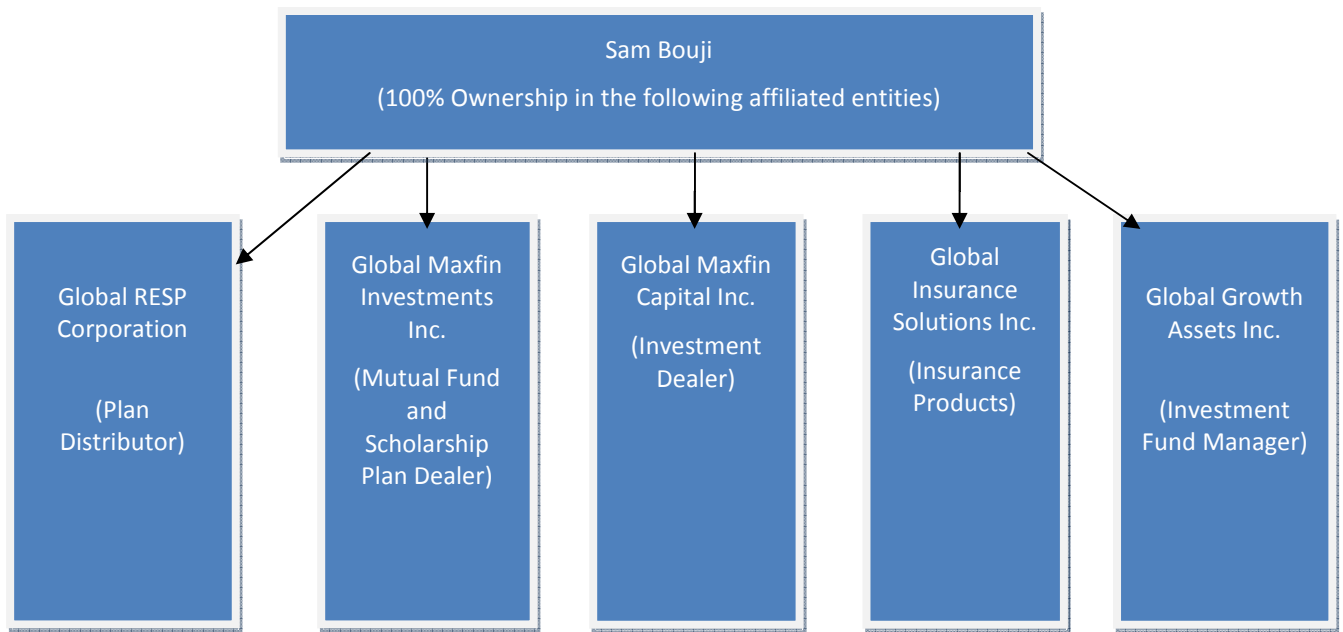 Sam Bouji
(100% Ownership in the following affiliated entities)
Global RESP
Corporation
(Plan
Distributor)
Global Maxfin
Investments
Inc.
(Mutual Fund
and
Scholarship
Plan Dealer)
Global Maxfin
Capital Inc.
(Investment
Dealer)
Global
Insurance
Solutions Inc.
(Insurance
Products)
Global Growth
Assets Inc.
(Investment
Fund Manager)